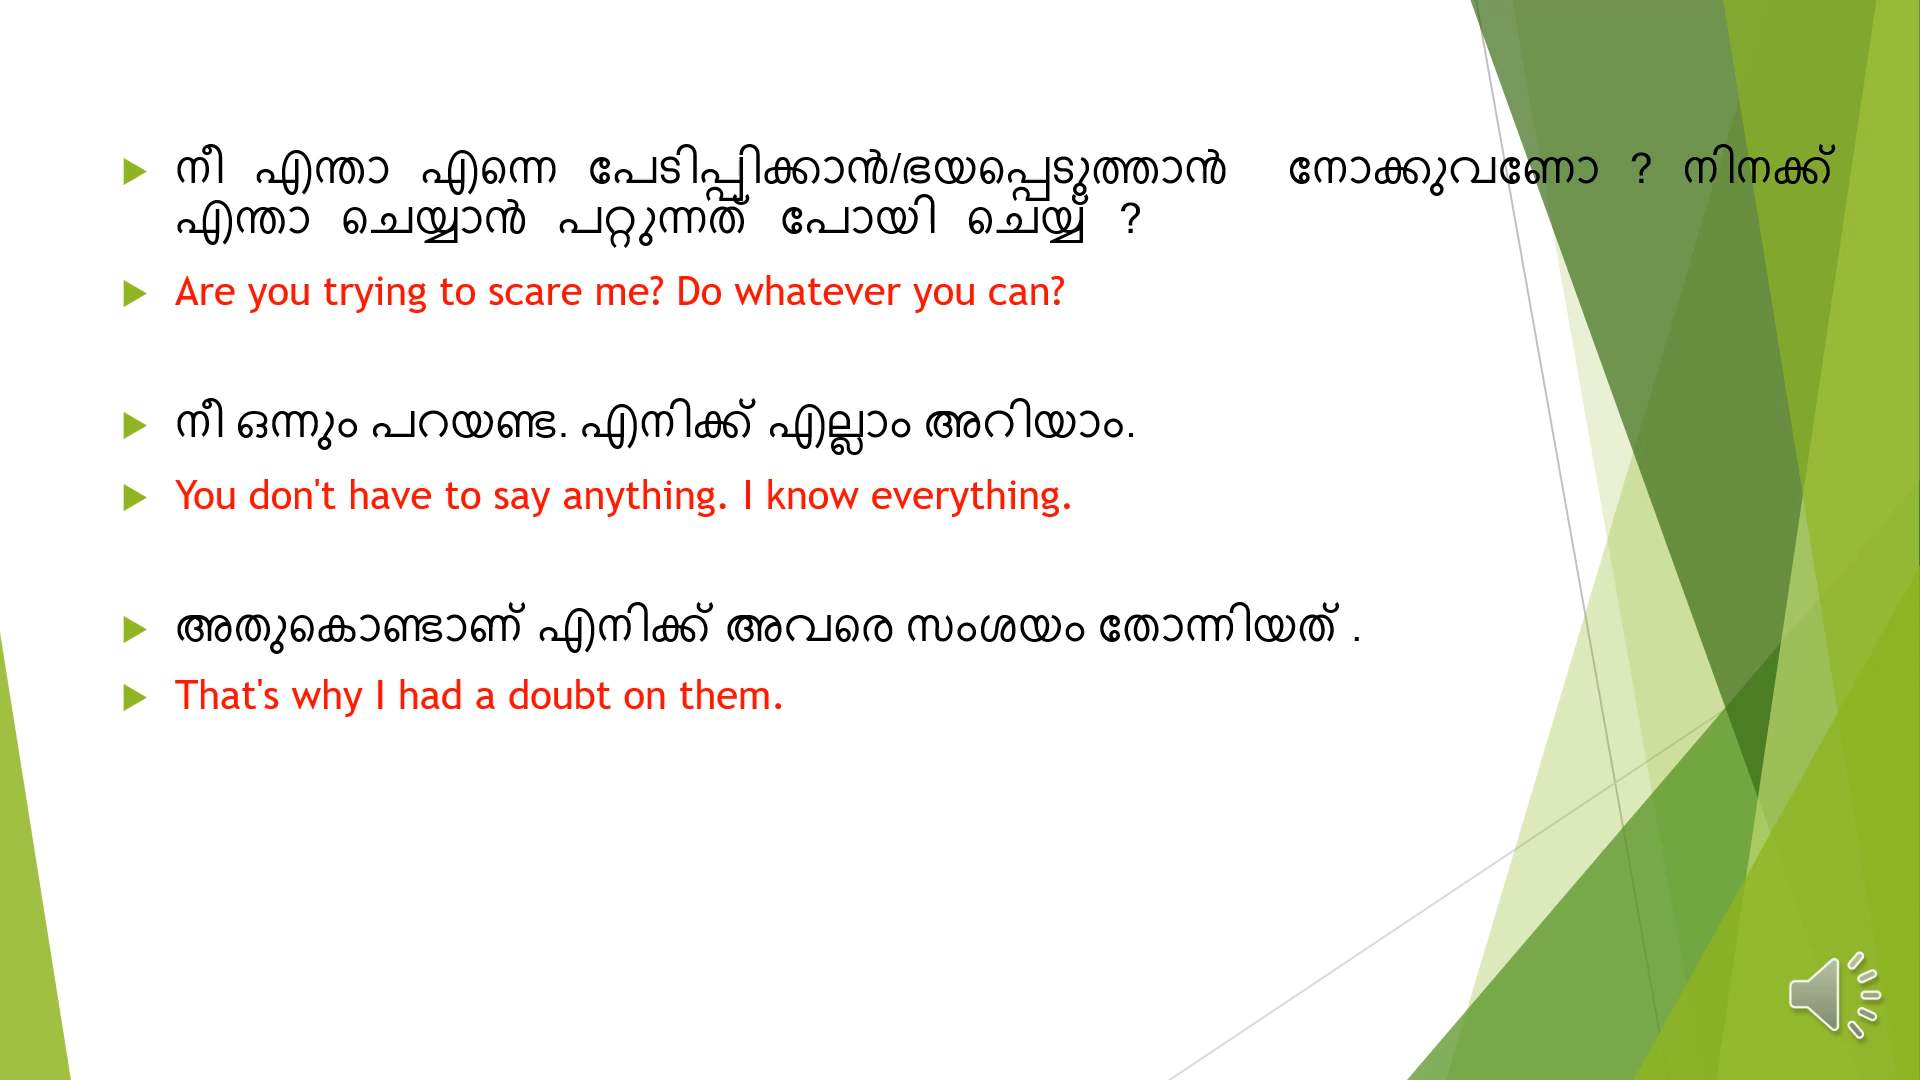 നീ എന്താ എന്നെ പേടിപ്പിക്കാൻ/ഭയപ്പെടുത്താൻ നോക്കുവണോ ? നിനക്ക്
എന്താ ചെയ്യാൻ പറ്റുന്നത് പോയി ചെയ്യ് ?
Are you trying to scare me? Do whatever you can?
നീ ഒന്നും പറയണ്ട. എനിക്ക് എല്ലാം അറിയാം.
You don't have to say anything. I know everything.
അതുകൊണ്ടാണ് എനിക്ക് അവരെ സംശയം തോന്നിയത് .
That's why I had a doubt on them.